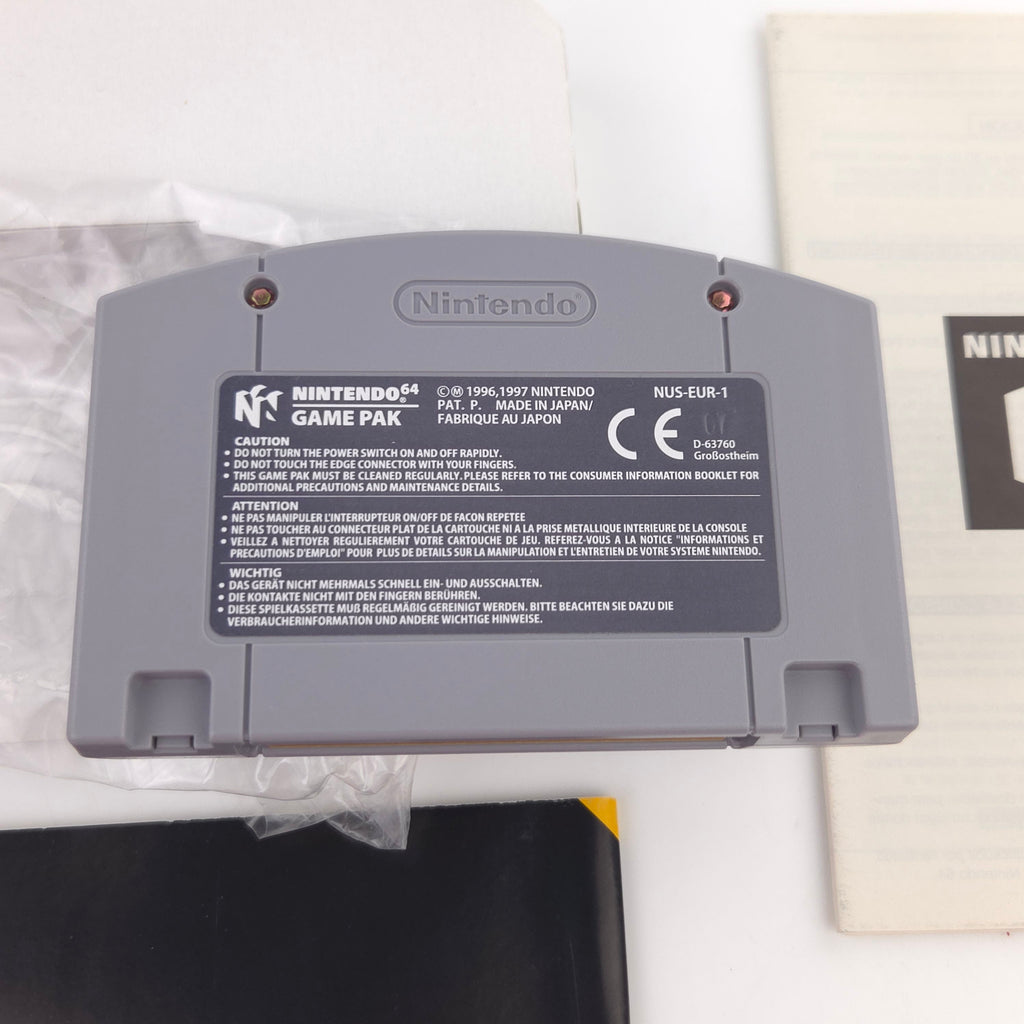 Nintendo®
NINTENDO®64
GAME PAK
©Ⓜ 1996,1997 NINTENDO
PAT. P. MADE IN JAPAN/
FABRIQUE AU JAPON
NUS-EUR-1
CE
D-63760
Großostheim
CAUTION
• DO NOT TURN THE POWER SWITCH ON AND OFF RAPIDLY.
• DO NOT TOUCH THE EDGE CONNECTOR WITH YOUR FINGERS.
• THIS GAME PAK MUST BE CLEANED REGULARLY. PLEASE REFER TO THE CONSUMER INFORMATION BOOKLET FOR
ADDITIONAL PRECAUTIONS AND MAINTENANCE DETAILS.
ATTENTION
• NE PAS MANIPULER L'INTERRUPTEUR ON/OFF DE FACON REPETEE
• NE PAS TOUCHER AU CONNECTEUR PLAT DE LA CARTOUCHE NI A LA PRISE METALLIQUE INTERIEURE DE LA CONSOLE
• VEILLEZ A NETTOYER REGULIEREMENT VOTRE CARTOUCHE DE JEU. REFEREZ-VOUS A LA NOTICE "INFORMATIONS ET
PRECAUTIONS D'EMPLOI" POUR PLUS DE DETAILS SUR LA MANIPULATION ET L'ENTRETIEN DE VOTRE SYSTEME NINTENDO.
WICHTIG
• DAS GERÄT NICHT MEHRMALS SCHNELL EIN- UND AUSSCHALTEN.
• DIE KONTAKTE NICHT MIT DEN FINGERN BERÜHREN.
• DIESE SPIELKASSETTE MUß REGELMÄßIG GEREINIGT WERDEN. BITTE BEACHTEN SIE DAZU DIE
VERBRAUCHERINFORMATION UND ANDERE WICHTIGE HINWEISE.
NIN